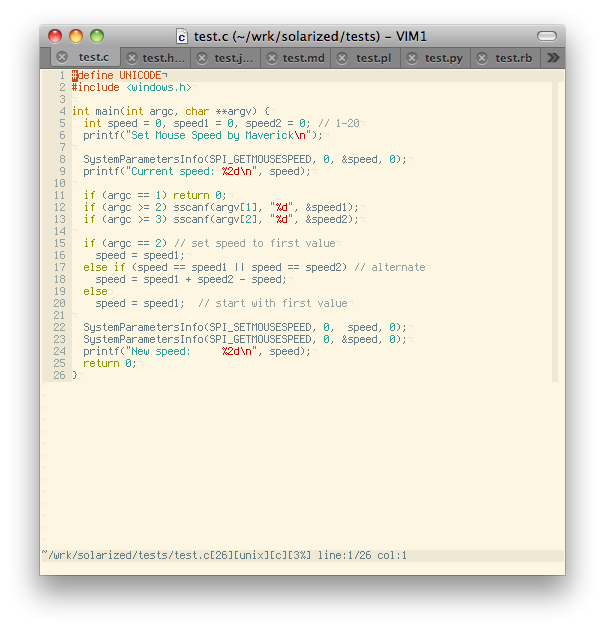 test.c (~/wrk/solarized/tests) – VIM1
test.c test.h... test.j... test.md test.pl test.py test.rb »
1 #define UNICODE¬
2 #include <windows.h>¬
3 ¬
4 int main(int argc, char **argv) {¬
5   int speed = 0, speed1 = 0, speed2 = 0; // 1-20¬
6   printf("Set Mouse Speed by Maverick\n");¬
7 ¬
8   SystemParametersInfo(SPI_GETMOUSESPEED, 0, &speed, 0);¬
9   printf("Current speed: %2d\n", speed);¬
10 ¬
11   if (argc == 1) return 0;¬
12   if (argc >= 2) sscanf(argv[1], "%d", &speed1);¬
13   if (argc >= 3) sscanf(argv[2], "%d", &speed2);¬
14 ¬
15   if (argc == 2) // set speed to first value¬
16     speed = speed1;¬
17   else if (speed == speed1 || speed == speed2) // alternate¬
18     speed = speed1 + speed2 - speed;¬
19   else¬
20     speed = speed1;  // start with first value¬
21 ¬
22   SystemParametersInfo(SPI_SETMOUSESPEED, 0,  speed, 0);¬
23   SystemParametersInfo(SPI_GETMOUSESPEED, 0, &speed, 0);¬
24   printf("New speed:     %2d\n", speed);¬
25   return 0;¬
26 }¬
~/wrk/solarized/tests/test.c[26][unix][c][3%] line:1/26 col:1